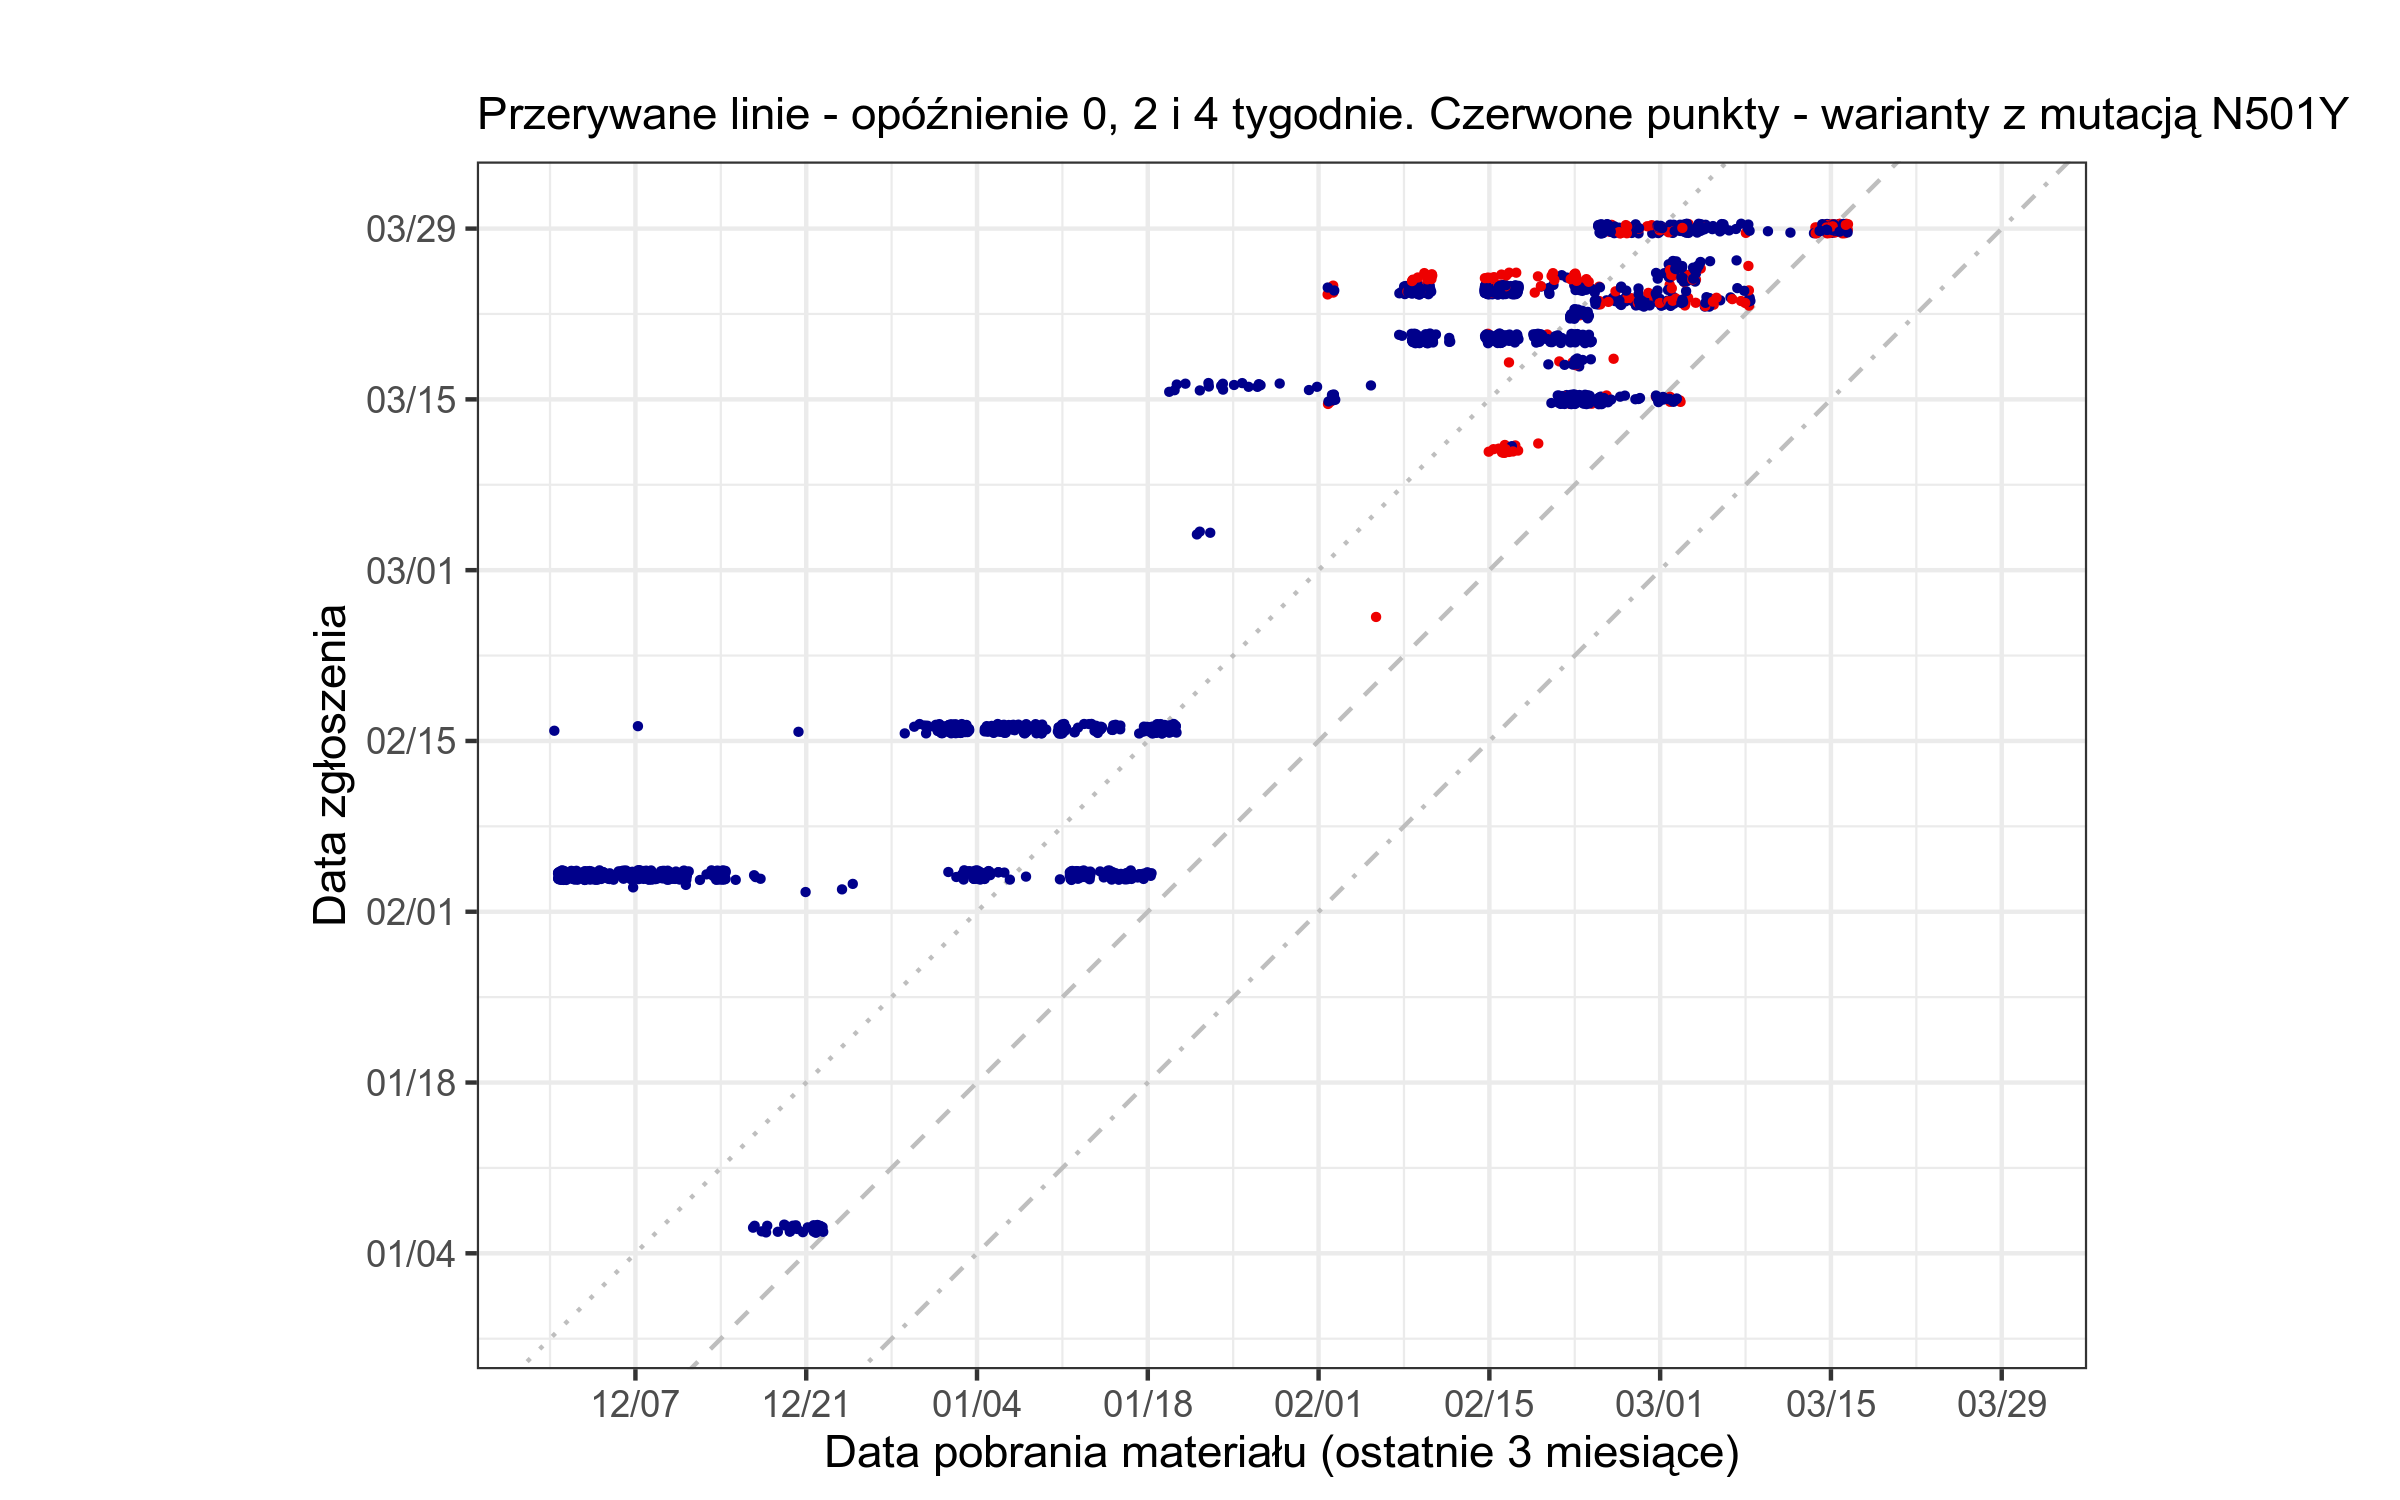 Przerywane linie - opóźnienie 0, 2 i 4 tygodnie. Czerwone punkty - warianty z mutacją N501Y
Data zgłoszenia
03/29
03/15
03/01
02/15
02/01
01/18
01/04
12/07 12/21 01/04 01/18 02/01 02/15 03/01 03/15 03/29
Data pobrania materiału (ostatnie 3 miesiące)